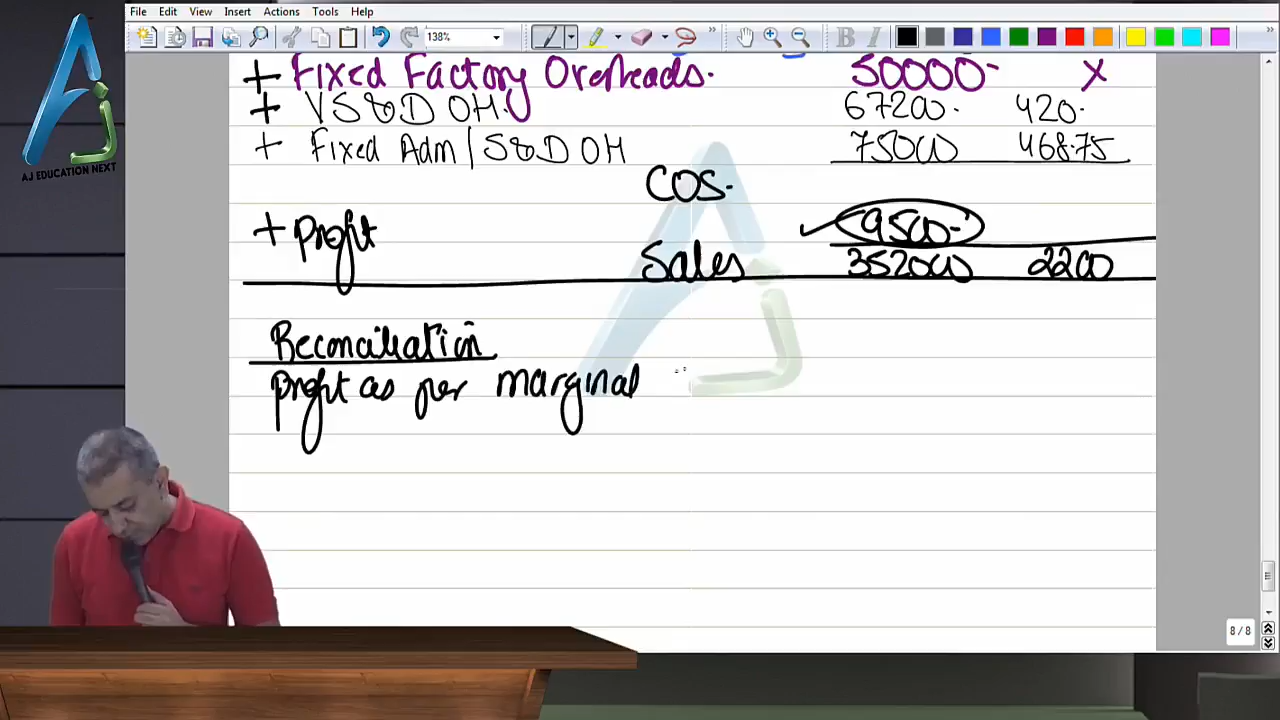 File Edit View Insert Actions Tools Help
138%
B I
+ Fixed Factory Overheads. 50000- X
+ VS&D OH. 67200. 420.
+ Fixed Adm/S&D OH 75000 468.75
COS.
+ Profit 9500-
Sales 352000 2200
Reconciliation
profit as per marginal
AJ EDUCATION NEXT
8/8